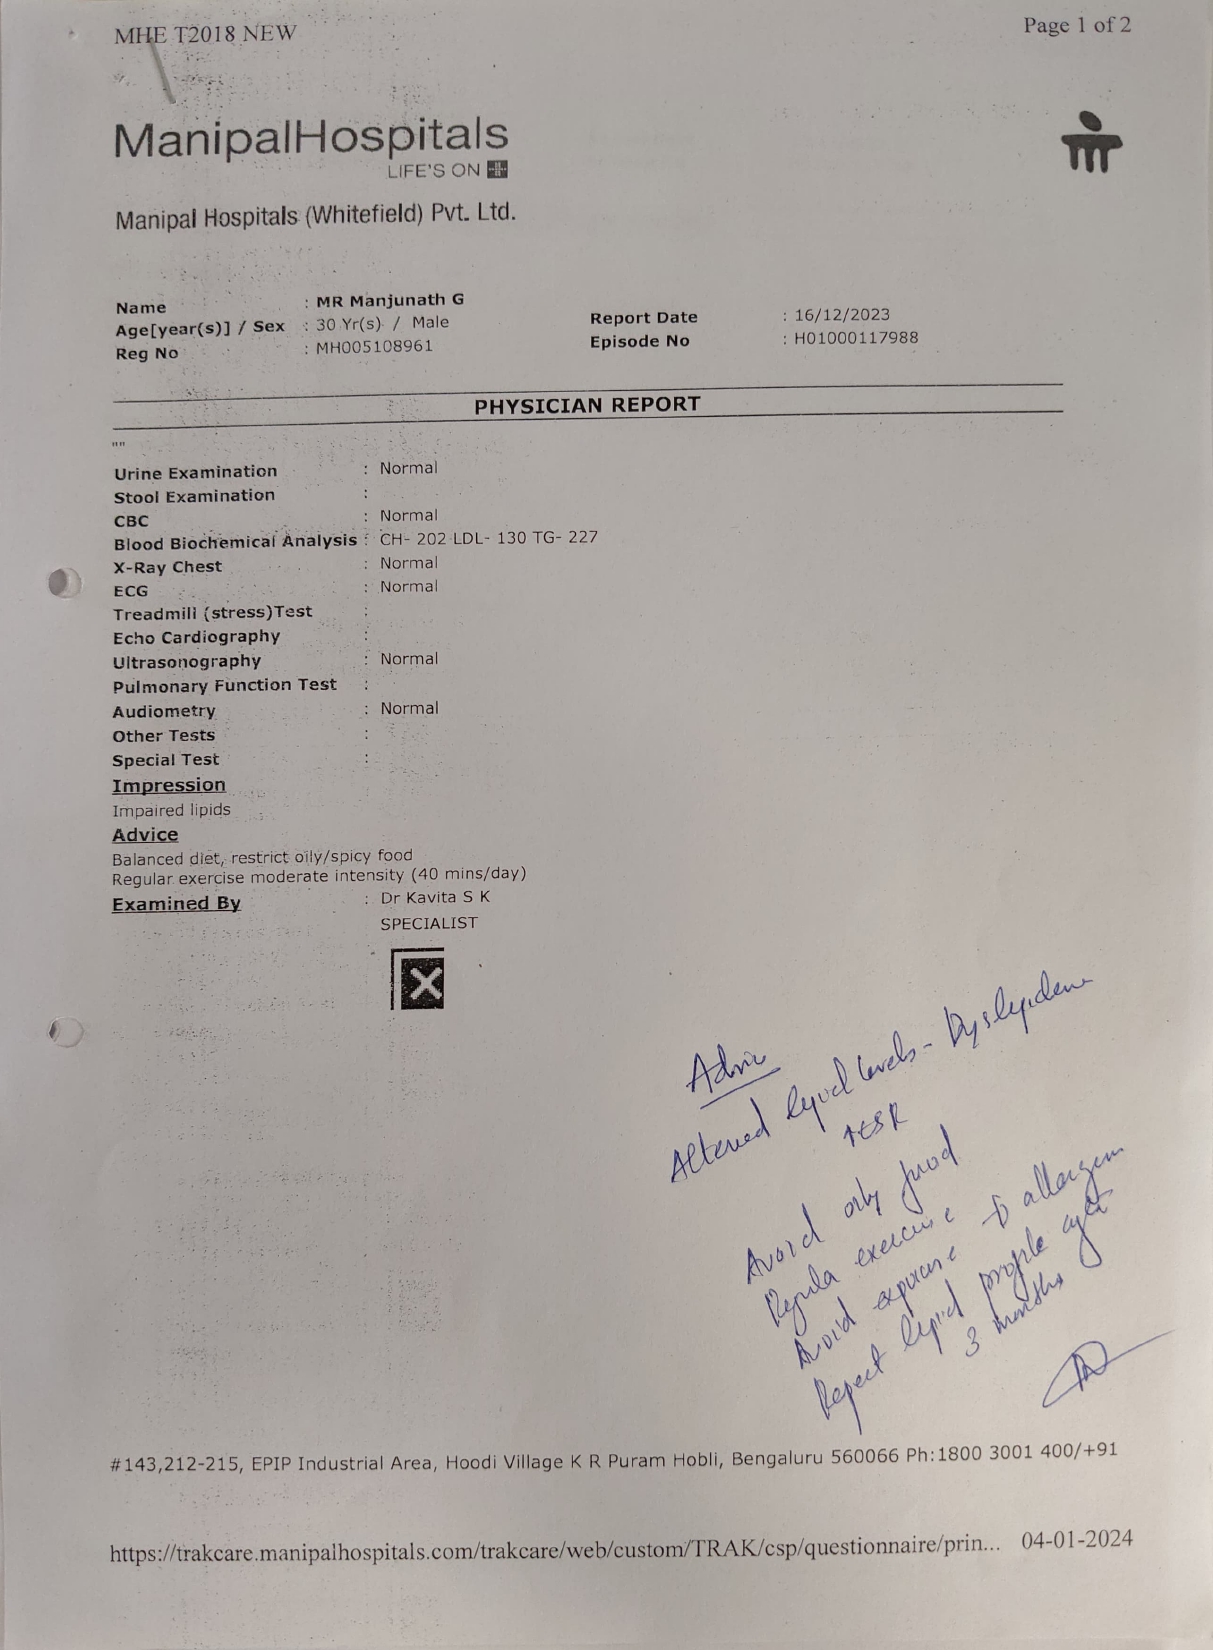 MHE T2018 NEW
Page 1 of 2
ManipalHospitals
LIFE'S ON
Manipal Hospitals (Whitefield) Pvt. Ltd.
Name : MR Manjunath G
Age[year(s)] / Sex : 30 Yr(s) / Male
Reg No : MH005108961
Report Date : 16/12/2023
Episode No : H01000117988
PHYSICIAN REPORT
""
Urine Examination : Normal
Stool Examination :
CBC : Normal
Blood Biochemical Analysis : CH- 202 LDL- 130 TG- 227
X-Ray Chest : Normal
ECG : Normal
Treadmill (stress)Test :
Echo Cardiography :
Ultrasonography : Normal
Pulmonary Function Test :
Audiometry : Normal
Other Tests :
Special Test :
Impression
Impaired lipids
Advice
Balanced diet, restrict oily/spicy food
Regular exercise moderate intensity (40 mins/day)
Examined By : Dr Kavita S K
SPECIALIST
Altered lipid levels -
↑ESR
Avoid oily food
exercise
Avoid exposure to
Repeat lipid profile
3 months
#143,212-215, EPIP Industrial Area, Hoodi Village K R Puram Hobli, Bengaluru 560066 Ph:1800 3001 400/+91
https://trakcare.manipalhospitals.com/trakcare/web/custom/TRAK/csp/questionnaire/prin... 04-01-2024